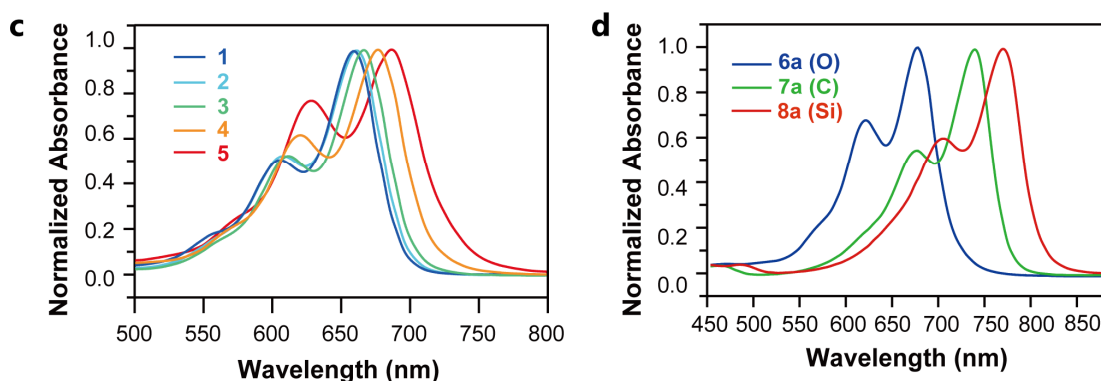 c
Normalized Absorbance
1.0
0.8
0.6
0.4
0.2
0.0
1
2
3
4
5
500 550 600 650 700 750 800
Wavelength (nm)
d
Normalized Absorbance
1.0
0.8
0.6
0.4
0.2
0.0
6a (O)
7a (C)
8a (Si)
450 500 550 600 650 700 750 800 850
Wavelength (nm)